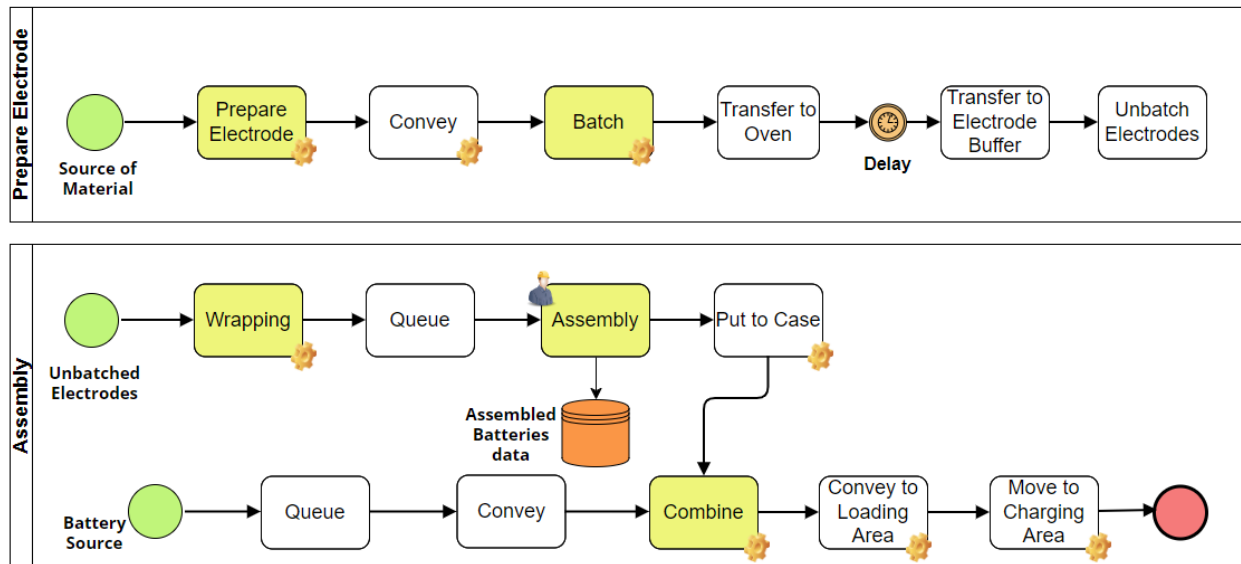 Prepare Electrode
Prepare
Electrode
Convey
Batch
Transfer to
Oven
Transfer to
Electrode
Buffer
Unbatch
Electrodes
Delay
Source of
Material
Assembly
Wrapping
Queue
Assembly
Put to Case
Unbatched
Electrodes
Assembled
Batteries
data
Queue
Convey
Combine
Convey to
Loading
Area
Move to
Charging
Area
Battery
Source